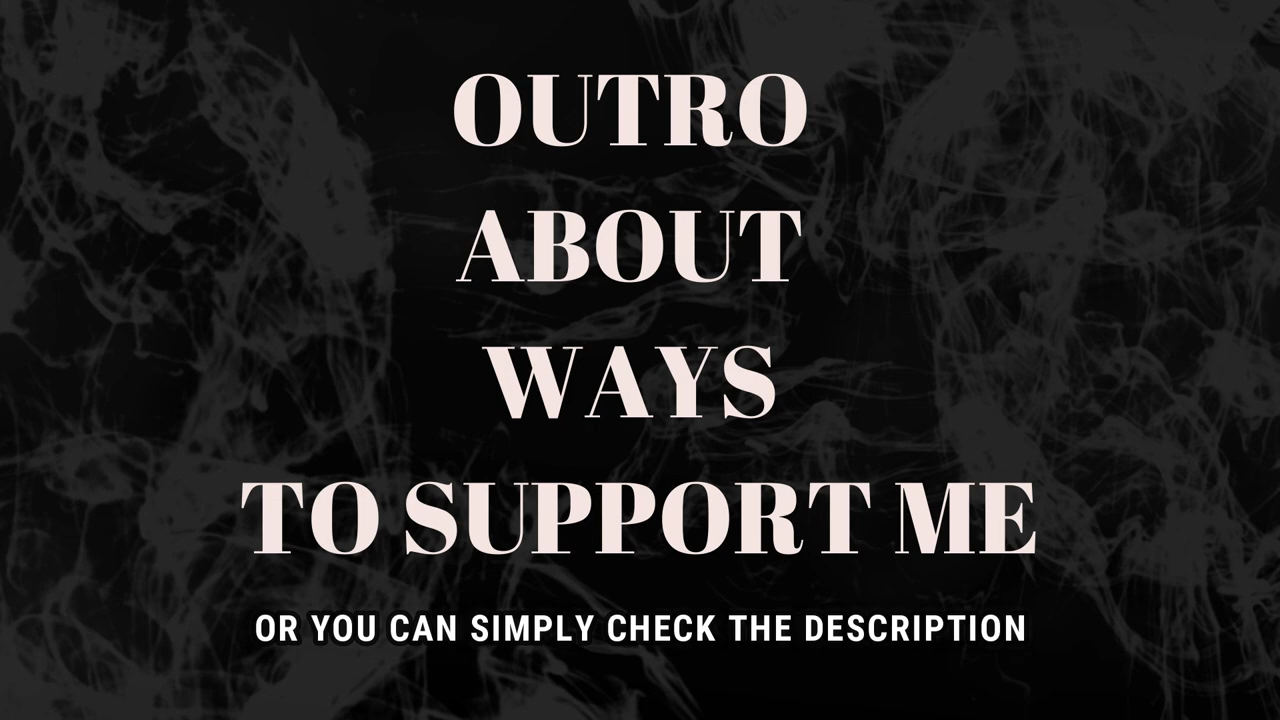 OUTRO
ABOUT
WAYS
TO SUPPORT ME
OR YOU CAN SIMPLY CHECK THE DESCRIPTION